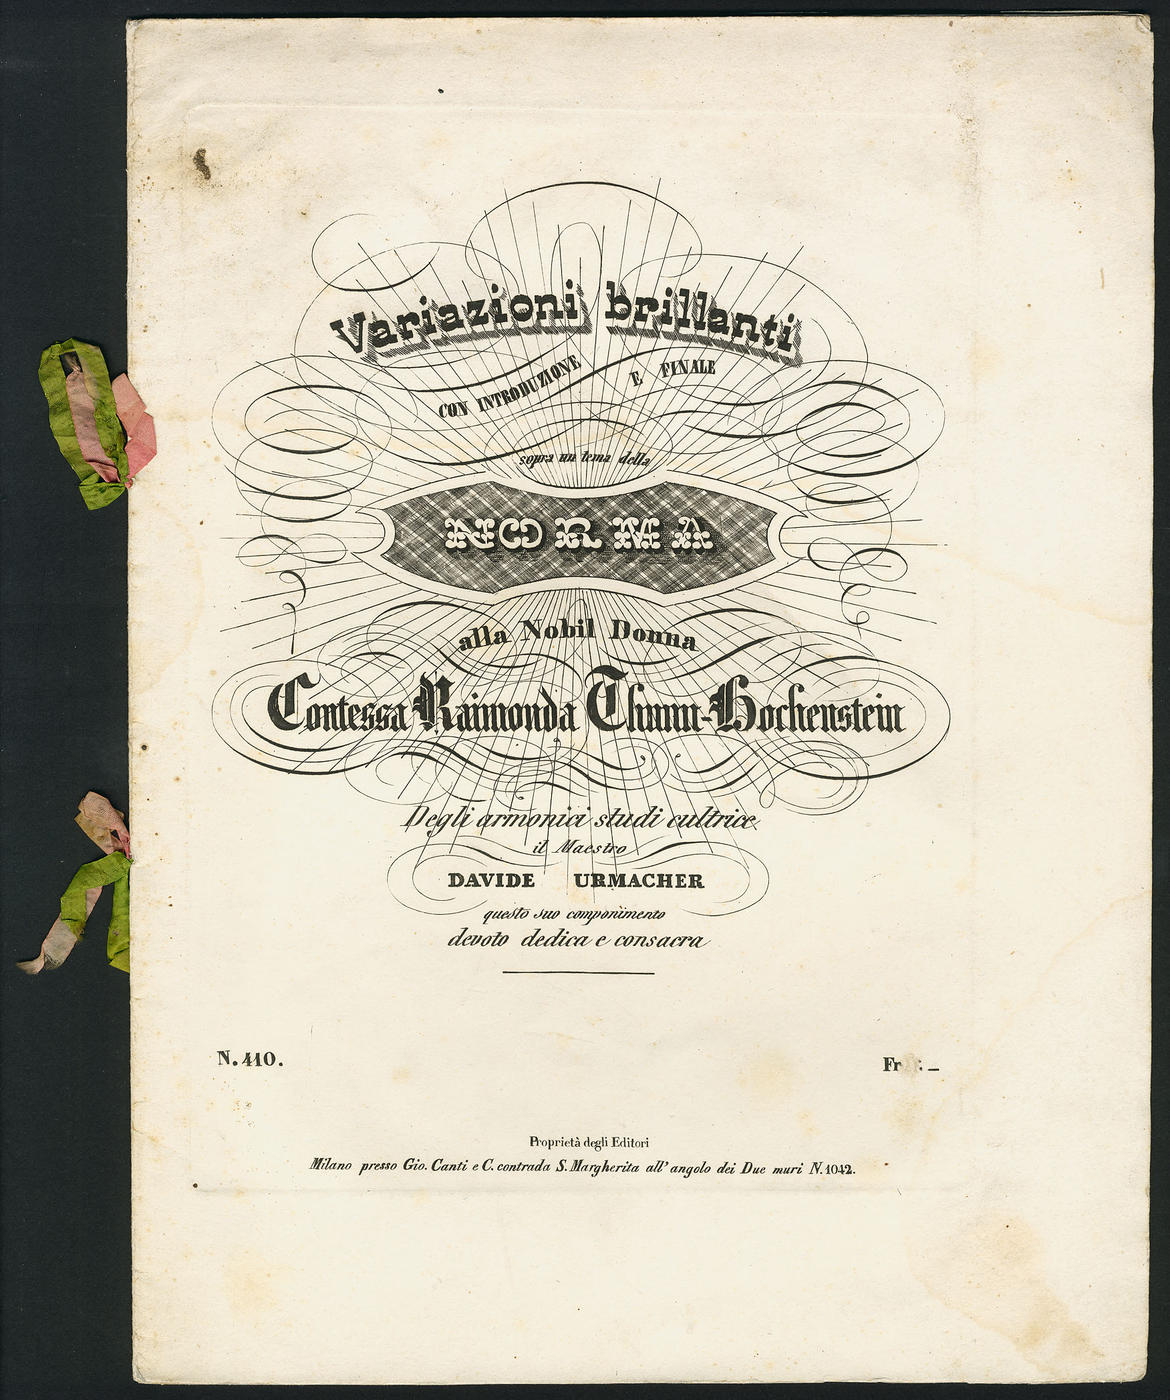 Variazioni brillanti
CON INTRODUZIONE E FINALE
sopra un tema della
NORMA
alla Nobil Donna
Contessa Raimonda Thunn-Hochenstein
Degli armonici studi cultrice
il Maestro
DAVIDE URMACHER
questo suo componimento
devoto dedica e consacra
N. 410.
Fr : _
Proprietà degli Editori
Milano presso Gio. Canti e C. contrada S. Margherita all' angolo dei Due muri N. 1042.